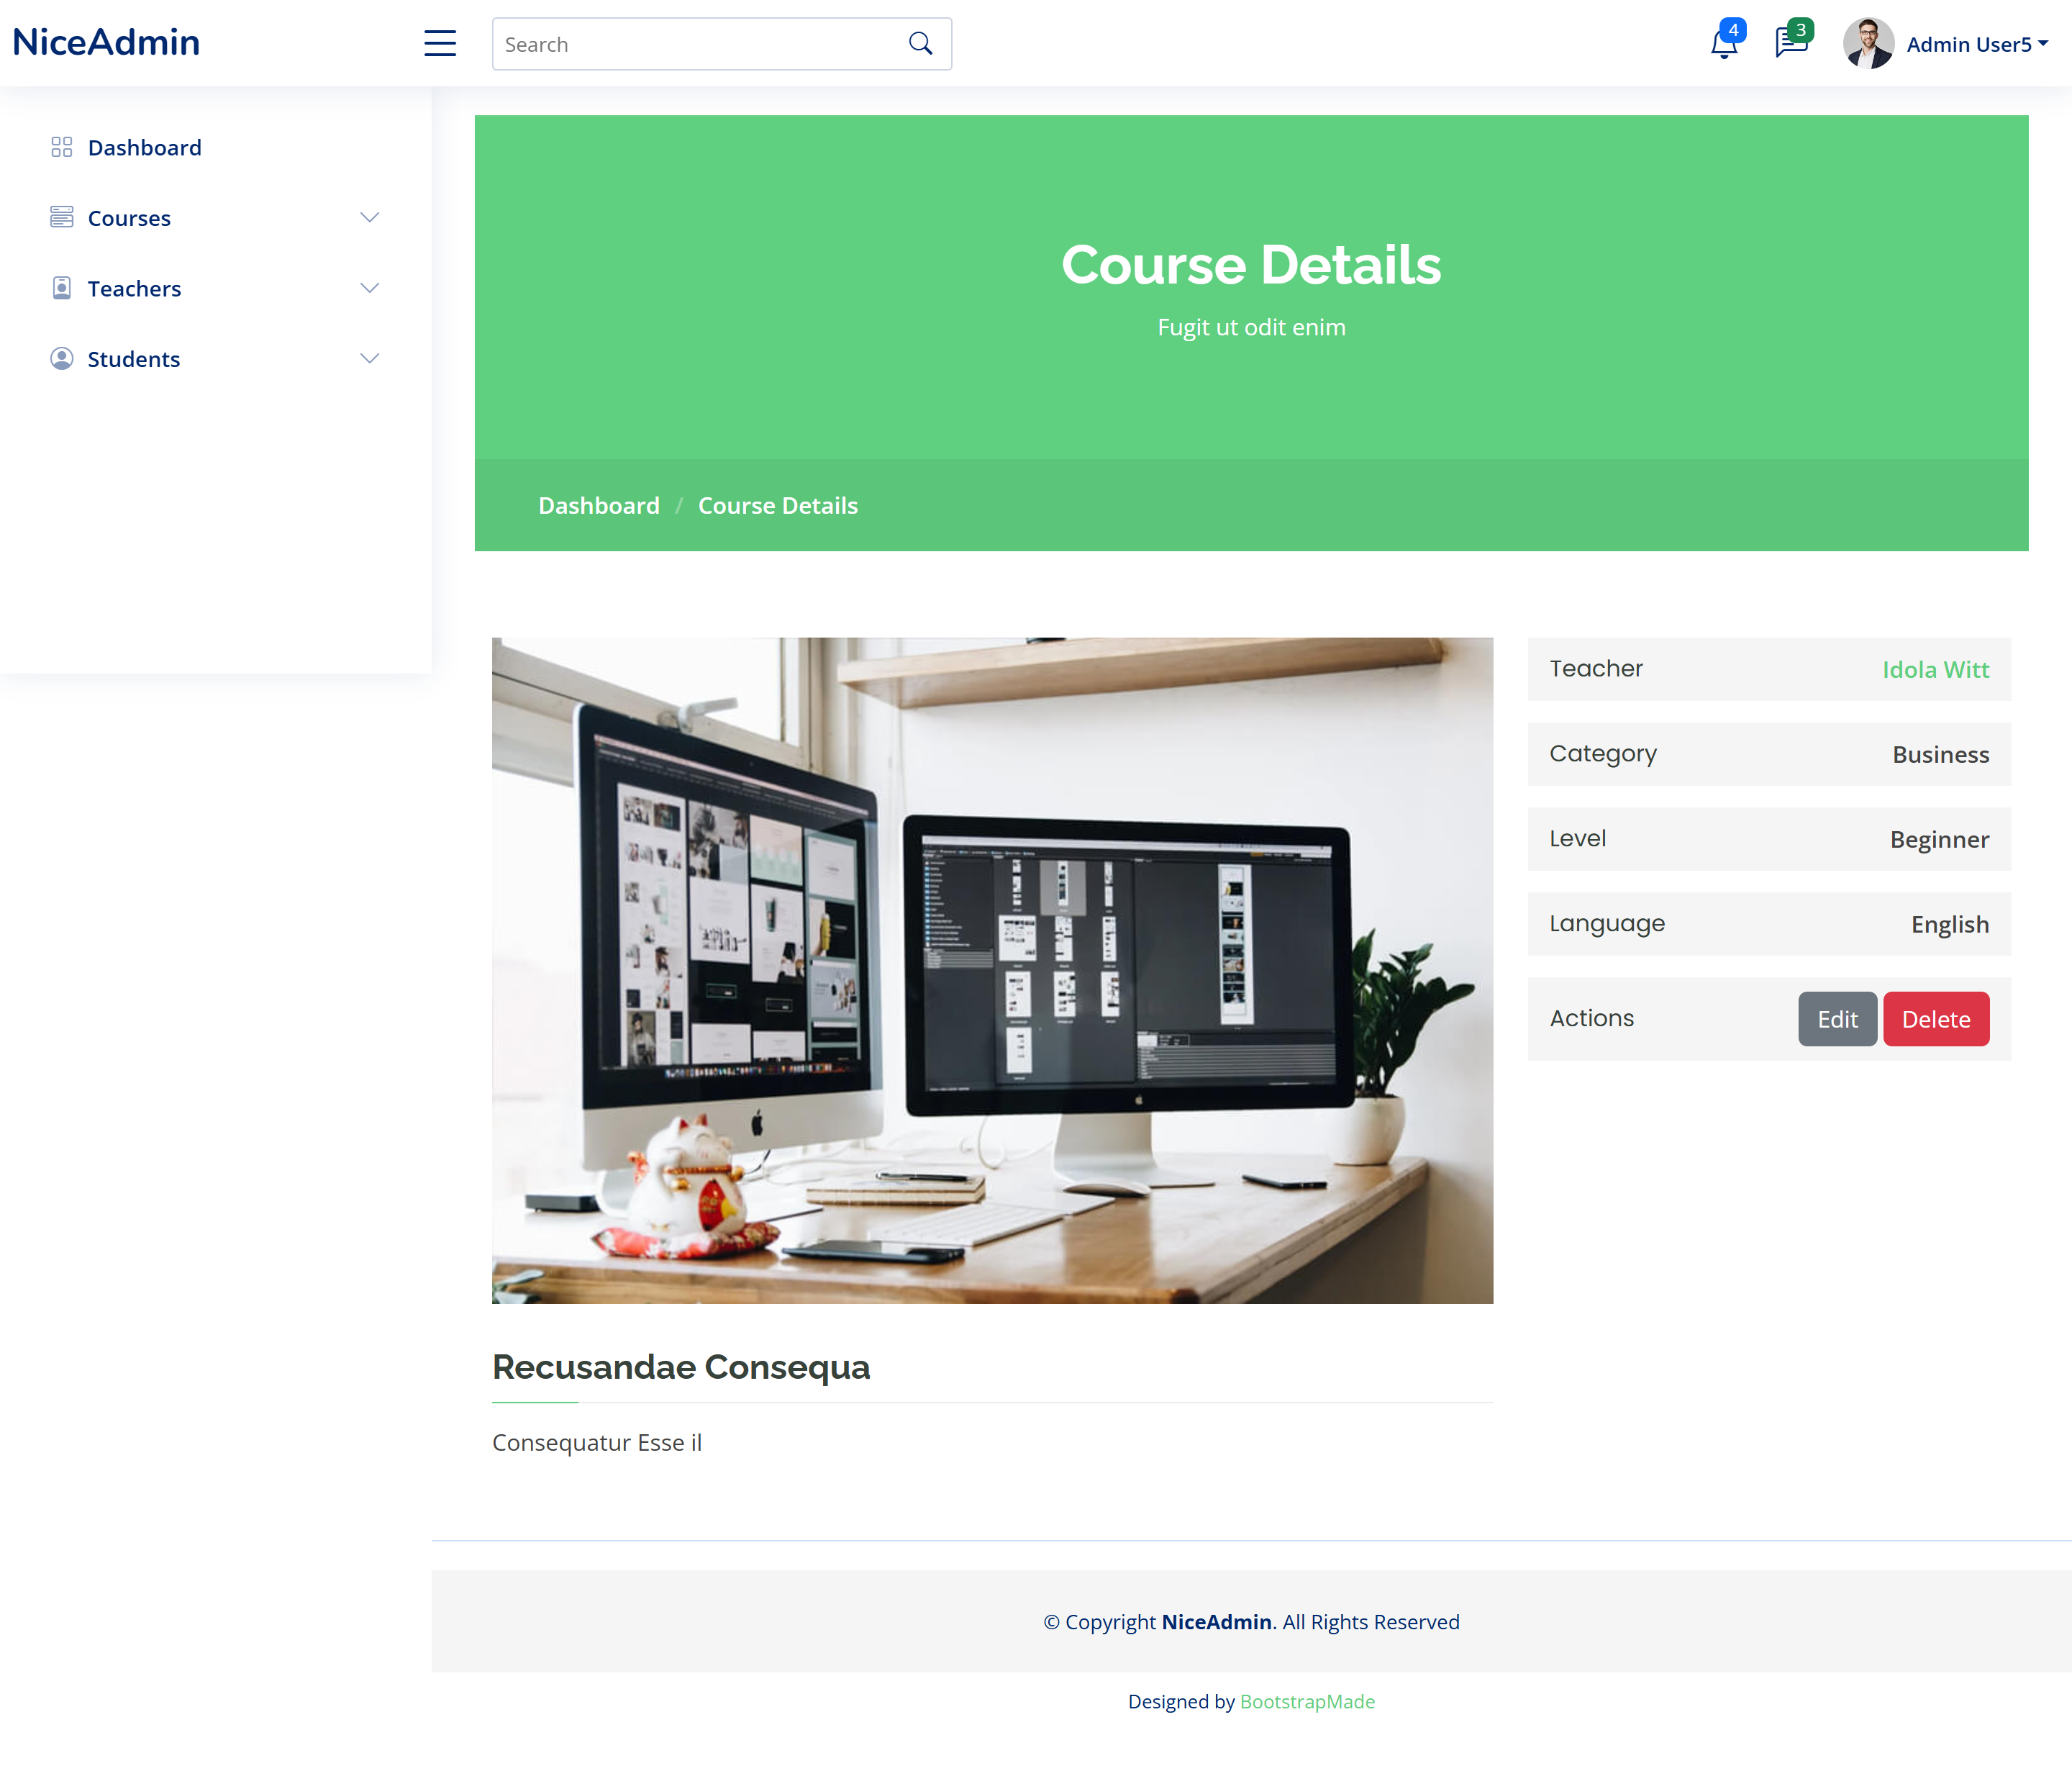 NiceAdmin
Search
4
3
Admin User5
Dashboard
Courses
Teachers
Students
Course Details
Fugit ut odit enim
Dashboard / Course Details
Teacher Idola Witt
Category Business
Level Beginner
Language English
Actions Edit Delete
Recusandae Consequa
Consequatur Esse il
© Copyright NiceAdmin. All Rights Reserved
Designed by BootstrapMade